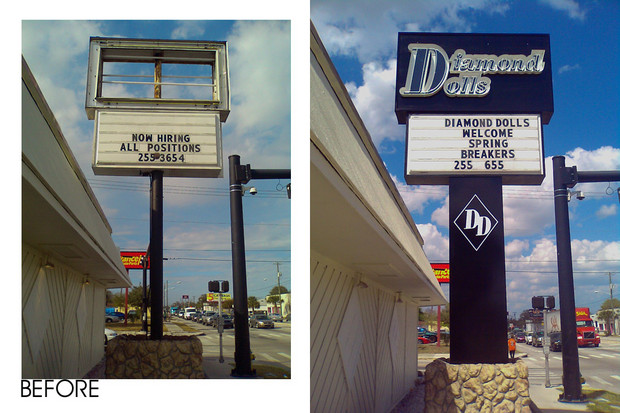 NOW HIRING
ALL POSITIONS
255-3654
BEFORE
Diamond
Dolls
DIAMOND DOLLS
WELCOME
SPRING
BREAKERS
255 655
DD